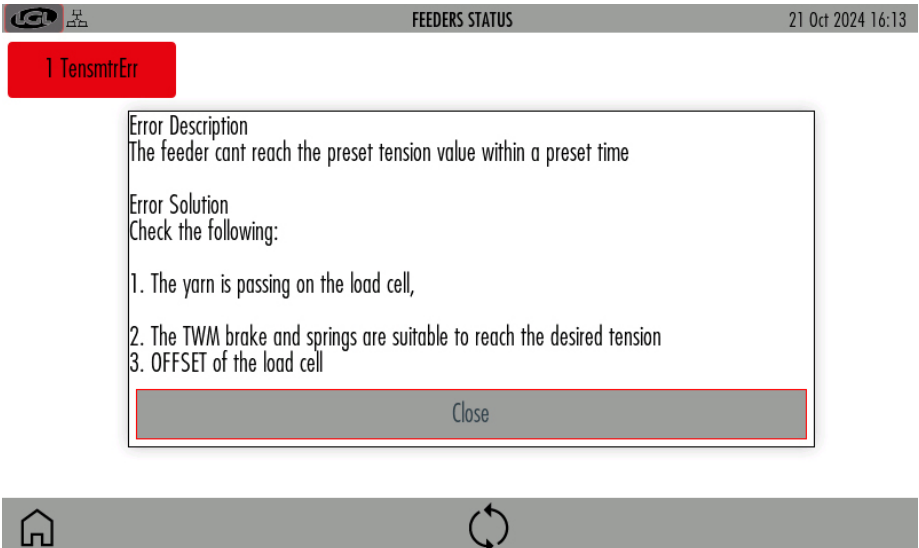 LGL
FEEDERS STATUS
21 Oct 2024 16:13
1 TensmtrErr
Error Description
The feeder cant reach the preset tension value within a preset time
Error Solution
Check the following:
1. The yarn is passing on the load cell,
2. The TWM brake and springs are suitable to reach the desired tension
3. OFFSET of the load cell
Close